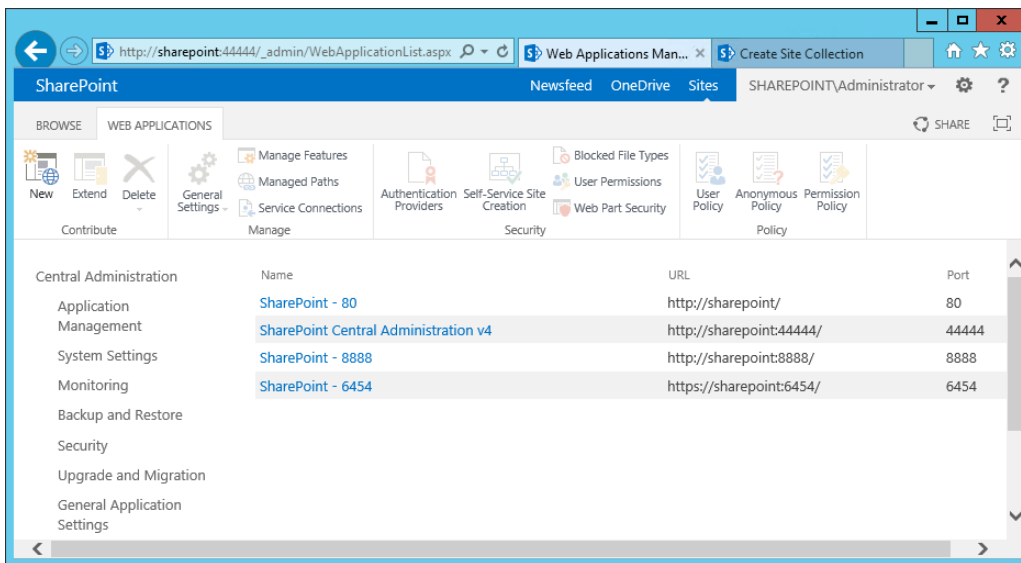 http://sharepoint:44444/_admin/WebApplicationList.aspx
Web Applications Man...
Create Site Collection
SharePoint
Newsfeed OneDrive Sites
SHAREPOINT\Administrator
?
BROWSE WEB APPLICATIONS
SHARE
New
Extend
Delete
Contribute
General
Settings
Manage Features
Managed Paths
Service Connections
Manage
Authentication
Providers
Self-Service Site
Creation
Blocked File Types
User Permissions
Web Part Security
Security
User
Policy
Anonymous
Policy
Permission
Policy
Policy
Central Administration
Application
Management
System Settings
Monitoring
Backup and Restore
Security
Upgrade and Migration
General Application
Settings
Name URL Port
SharePoint - 80 http://sharepoint/ 80
SharePoint Central Administration v4 http://sharepoint:44444/ 44444
SharePoint - 8888 http://sharepoint:8888/ 8888
SharePoint - 6454 https://sharepoint:6454/ 6454